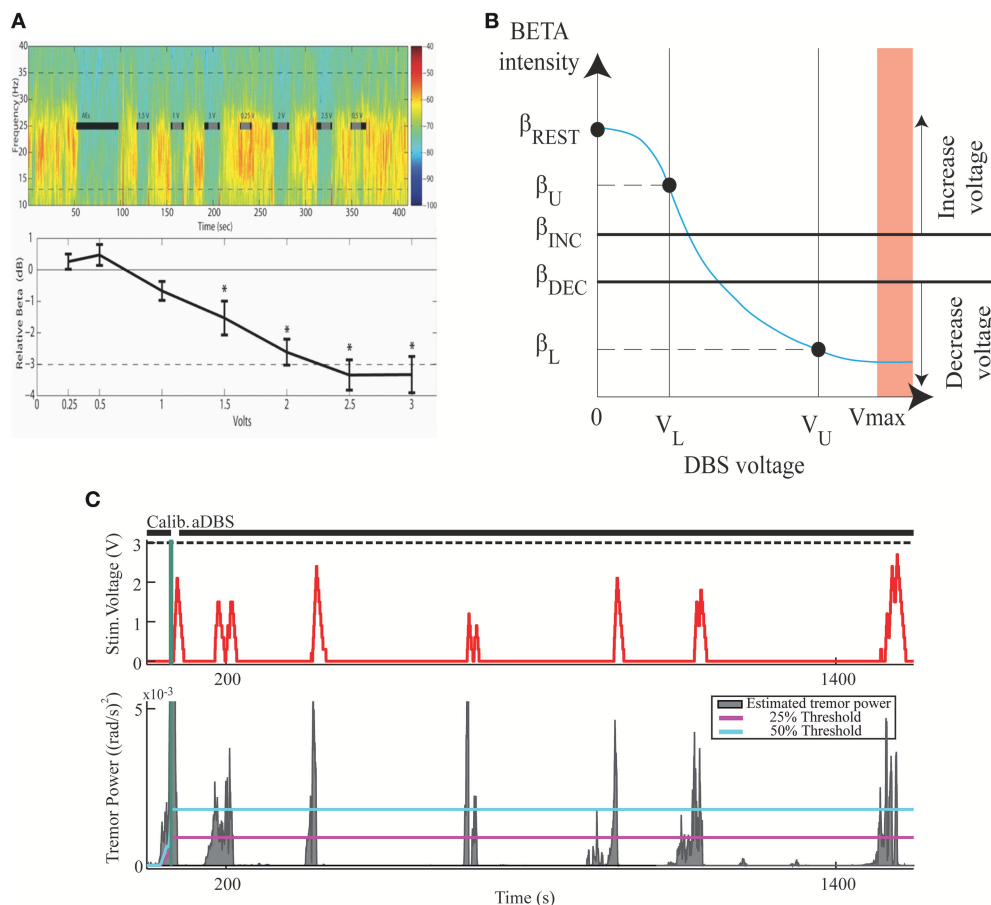 A
40
35
30
25
20
15
10
Frequency (Hz)
AEs
1.5 V
1 V
3 V
0.25 V
2 V
2.5 V
0.5 V
-40
-50
-60
-70
-80
-90
-100
50
100
150
200
250
300
350
400
Time (sec)
1
0
-1
-2
-3
-4
Relative Beta (dB)
*
*
*
*
0
0.25
0.5
1
1.5
2
2.5
3
Volts
B
BETA
intensity
βREST
βU
βINC
βDEC
βL
Increase
voltage
Decrease
voltage
0
VL
VU
Vmax
DBS voltage
C
Calib. aDBS
3
2
1
0
Stim. Voltage (V)
200
1400
x10-3
5
0
Tremor Power ((rad/s)2
Estimated tremor power
25% Threshold
50% Threshold
200
1400
Time (s)